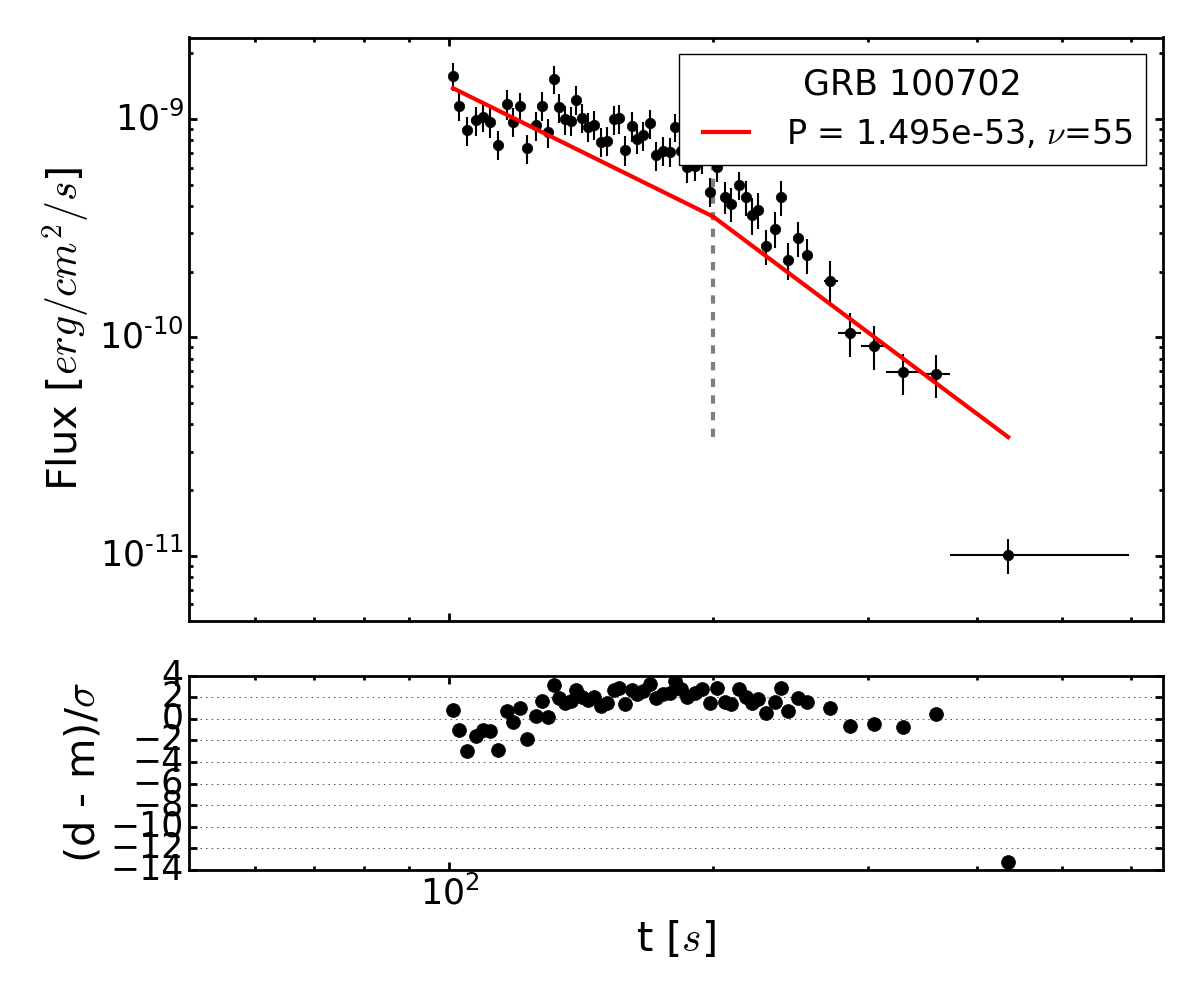 GRB 100702
P = 1.495e-53, ν=55
10^-9
10^-10
10^-11
Flux [erg/cm^2/s]
4
2
0
−2
−4
−6
−8
−10
−12
−14
(d - m)/σ
10^2
t [s]